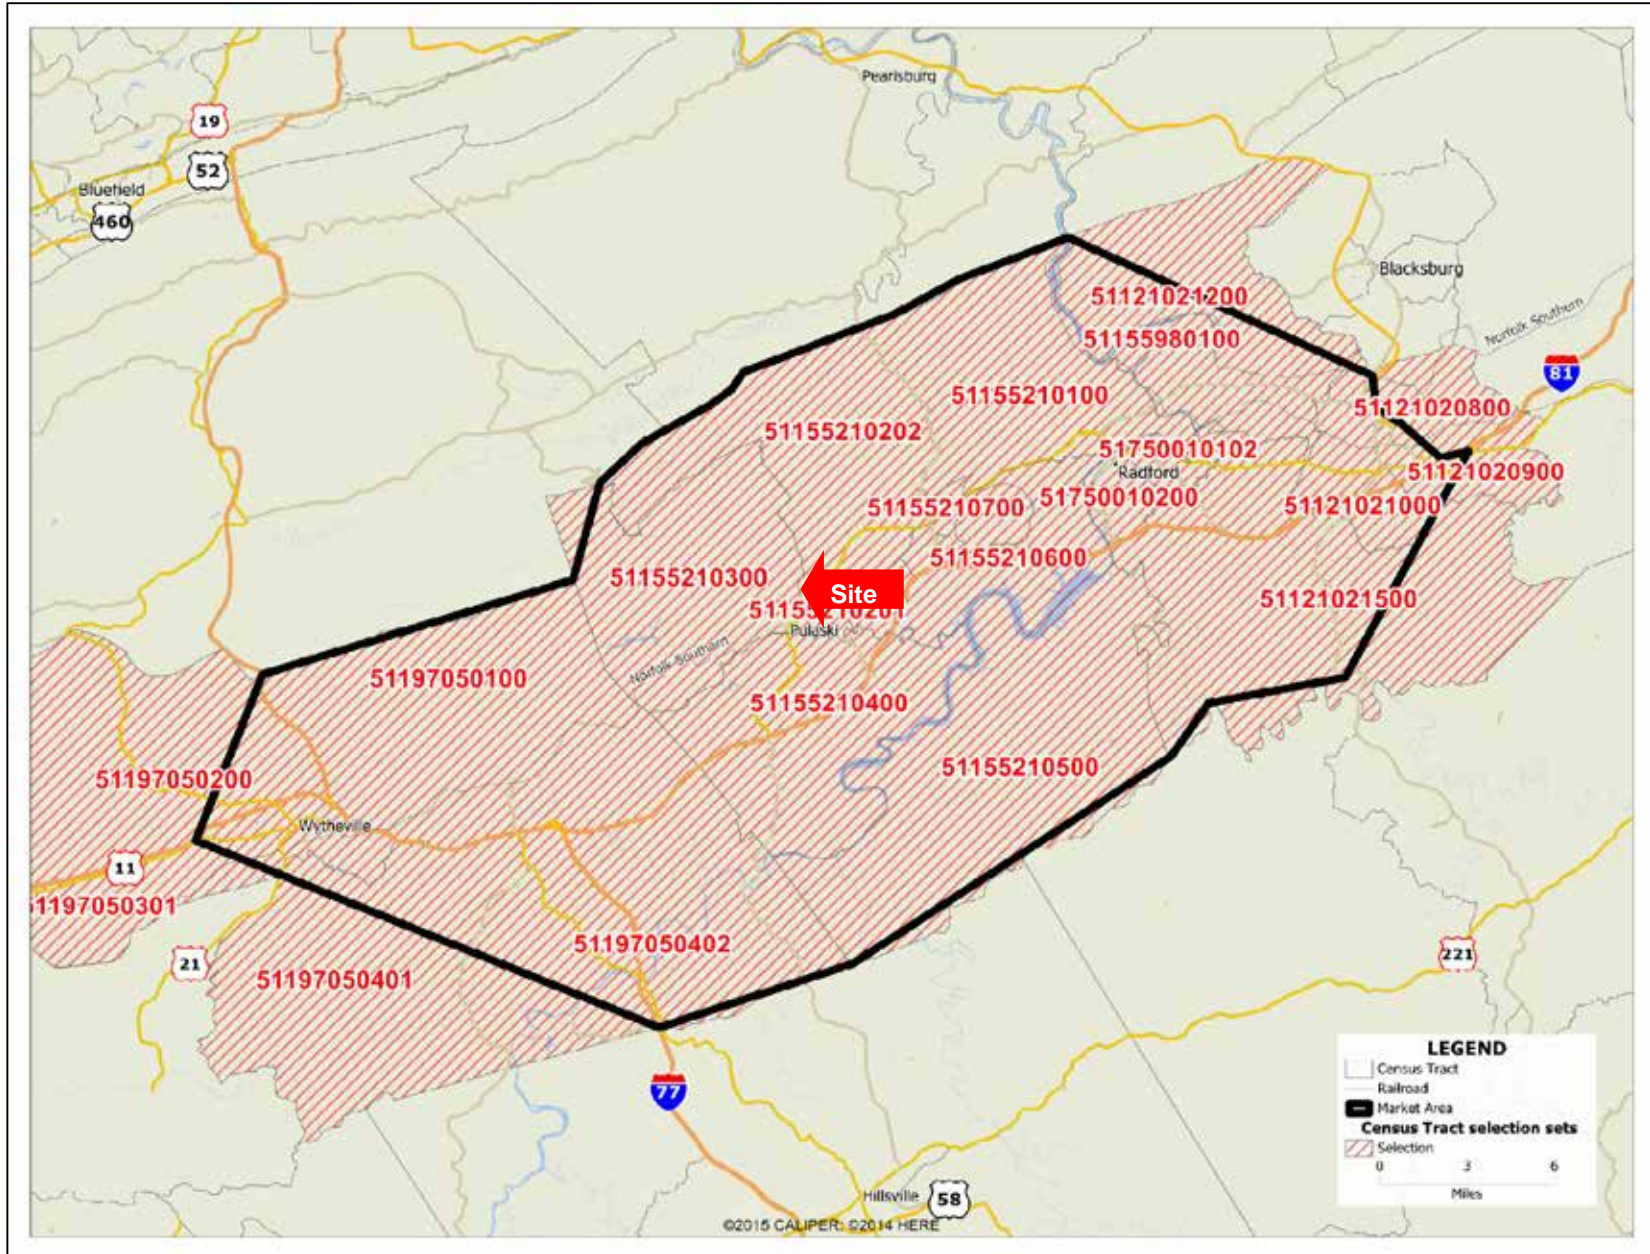 Pearisburg
19
52
Bluefield
460
Blacksburg
51121021200
Norfolk Southern
51155980100
81
51155210100
51121020800
51155210202
51750010102
Radford
51121020900
51155210700
51750010200
51121021000
51155210600
51155210300
Site
51121021500
51155210201
Pulaski
Norfolk Southern
51197050100
51155210400
51155210500
51197050200
Wytheville
11
51197050301
51197050402
21
51197050401
221
LEGEND
Census Tract
Railroad
Market Area
Census Tract selection sets
Selection
0 3 6
Miles
77
Hillsville
58
©2015 CALIPER; ©2014 HERE